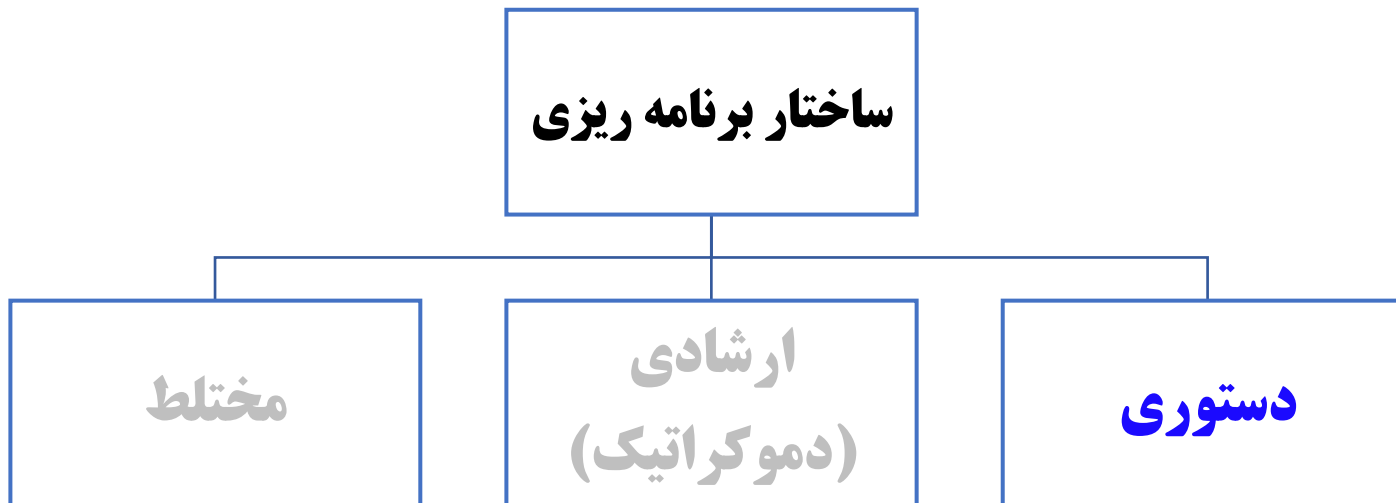 ساختار برنامه ریزی
دستوری
ارشادی
(دموکراتیک)
مختلط